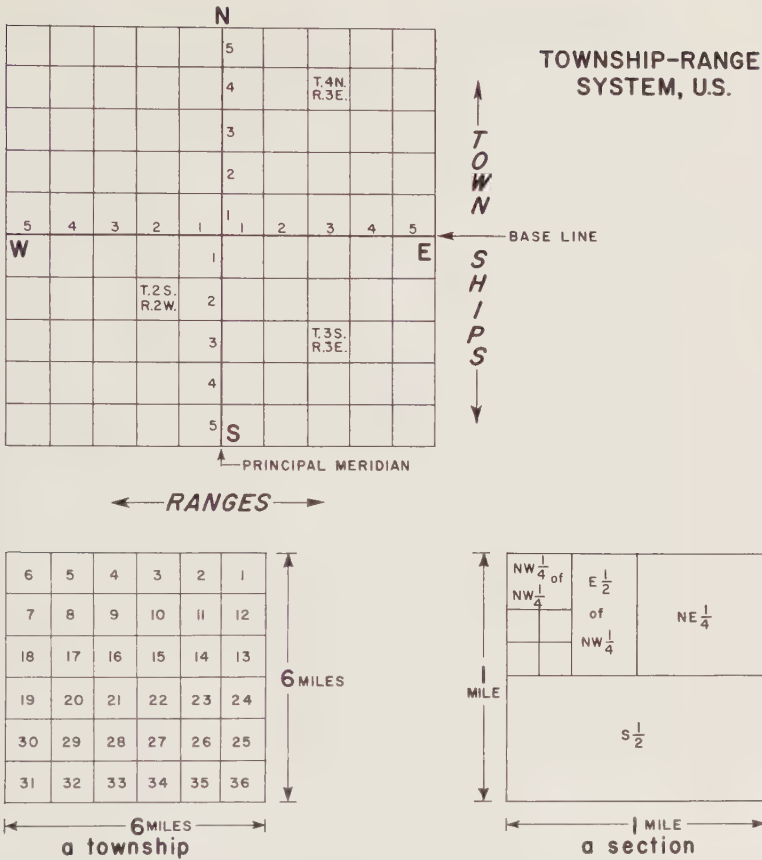 N
TOWNSHIP-RANGE
SYSTEM, U.S.
5
4
T.4N.
R.3E.
3
2
1
5 4 3 2 1 1 2 3 4 5
W
E
BASE LINE
TOWN SHIPS
1
T.2S.
R.2W.
2
T.3S.
R.3E.
3
4
5
S
PRINCIPAL MERIDIAN
RANGES
6 5 4 3 2 1
7 8 9 10 11 12
18 17 16 15 14 13
19 20 21 22 23 24
30 29 28 27 26 25
31 32 33 34 35 36
6 MILES
6 MILES
a township
NW 1/4 of
NW 1/4
E 1/2
of
NW 1/4
NE 1/4
S 1/2
1
MILE
1 MILE
a section